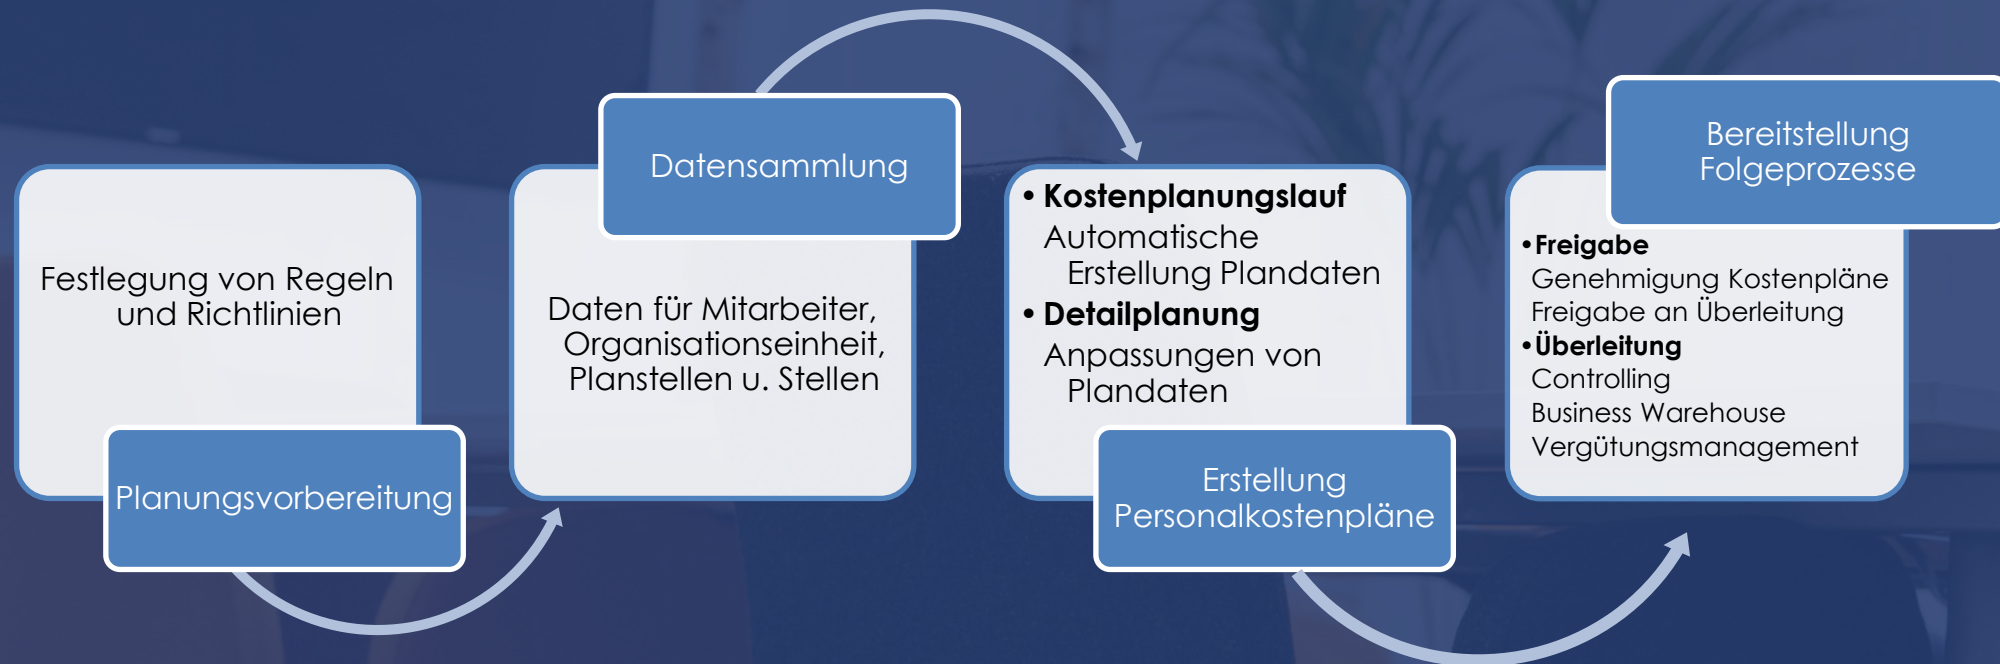 Festlegung von Regeln
und Richtlinien
Planungsvorbereitung
Datensammlung
Daten für Mitarbeiter,
Organisationseinheit,
Planstellen u. Stellen
• Kostenplanungslauf
Automatische
Erstellung Plandaten
• Detailplanung
Anpassungen von
Plandaten
Erstellung
Personalkostenpläne
Bereitstellung
Folgeprozesse
•Freigabe
Genehmigung Kostenpläne
Freigabe an Überleitung
•Überleitung
Controlling
Business Warehouse
Vergütungsmanagement